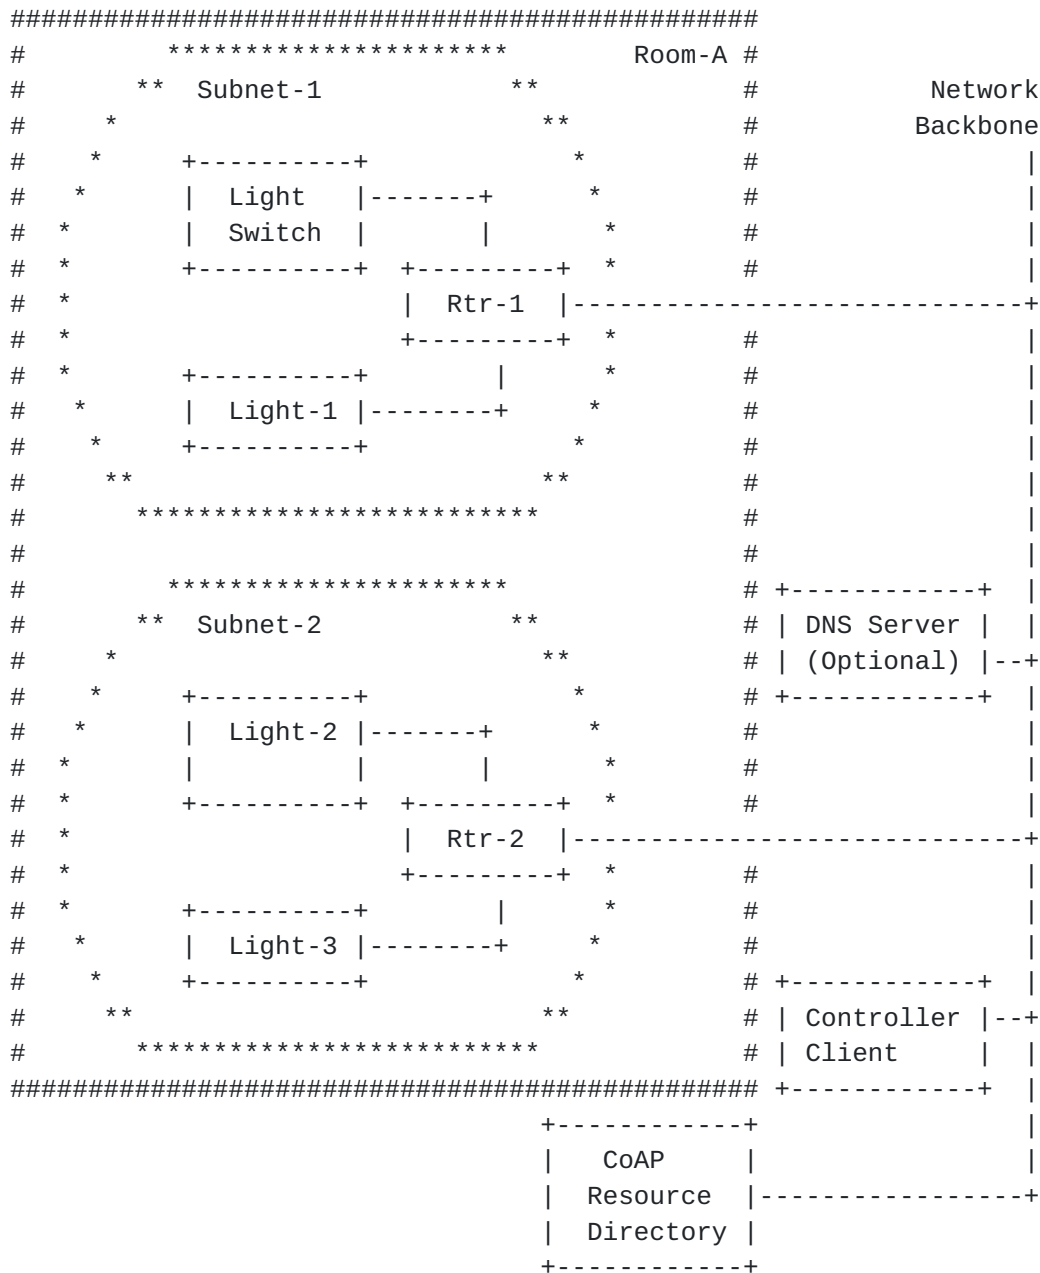 Room-A
Subnet-1 Network
Backbone
Light
Switch
Rtr-1
Light-1
Subnet-2 DNS Server
(Optional)
Light-2
Rtr-2
Light-3
Controller
Client
CoAP
Resource
Directory